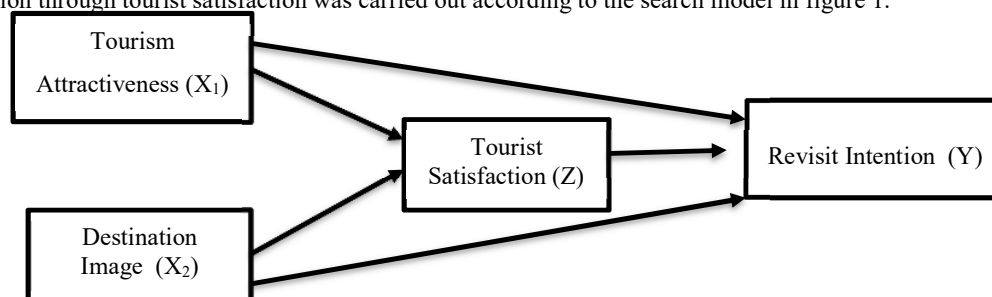 ion through tourist satisfaction was carried out according to the search model in figure 1.
Tourism
Attractiveness (X₁)
Tourist
Satisfaction (Z)
Revisit Intention (Y)
Destination
Image (X₂)